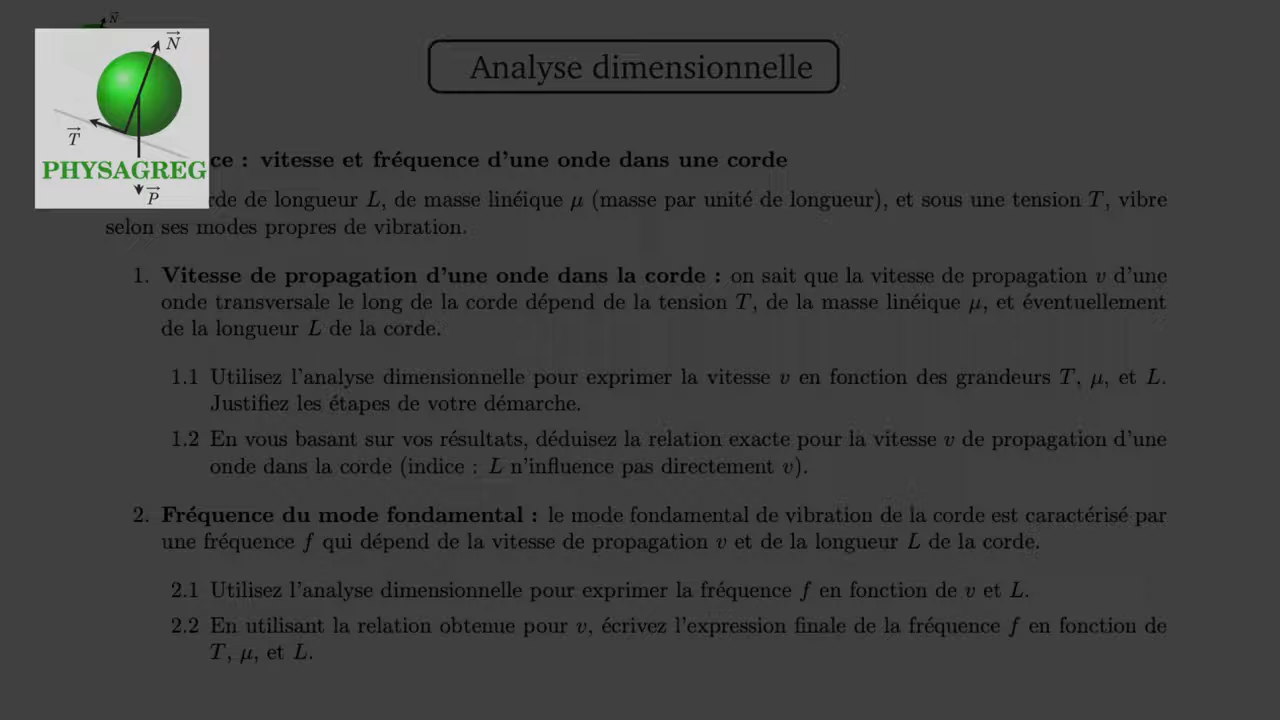 N
N
Analyse dimensionnelle
T
PHYSAGREG
P
ce : vitesse et fréquence d'une onde dans une corde
rde de longueur L, de masse linéique μ (masse par unité de longueur), et sous une tension T, vibre
selon ses modes propres de vibration.
1. Vitesse de propagation d'une onde dans la corde : on sait que la vitesse de propagation v d'une
onde transversale le long de la corde dépend de la tension T, de la masse linéique μ, et éventuellement
de la longueur L de la corde.
1.1 Utilisez l'analyse dimensionnelle pour exprimer la vitesse v en fonction des grandeurs T, μ, et L.
Justifiez les étapes de votre démarche.
1.2 En vous basant sur vos résultats, déduisez la relation exacte pour la vitesse v de propagation d'une
onde dans la corde (indice : L n'influence pas directement v).
2. Fréquence du mode fondamental : le mode fondamental de vibration de la corde est caractérisé par
une fréquence f qui dépend de la vitesse de propagation v et de la longueur L de la corde.
2.1 Utilisez l'analyse dimensionnelle pour exprimer la fréquence f en fonction de v et L.
2.2 En utilisant la relation obtenue pour v, écrivez l'expression finale de la fréquence f en fonction de
T, μ, et L.